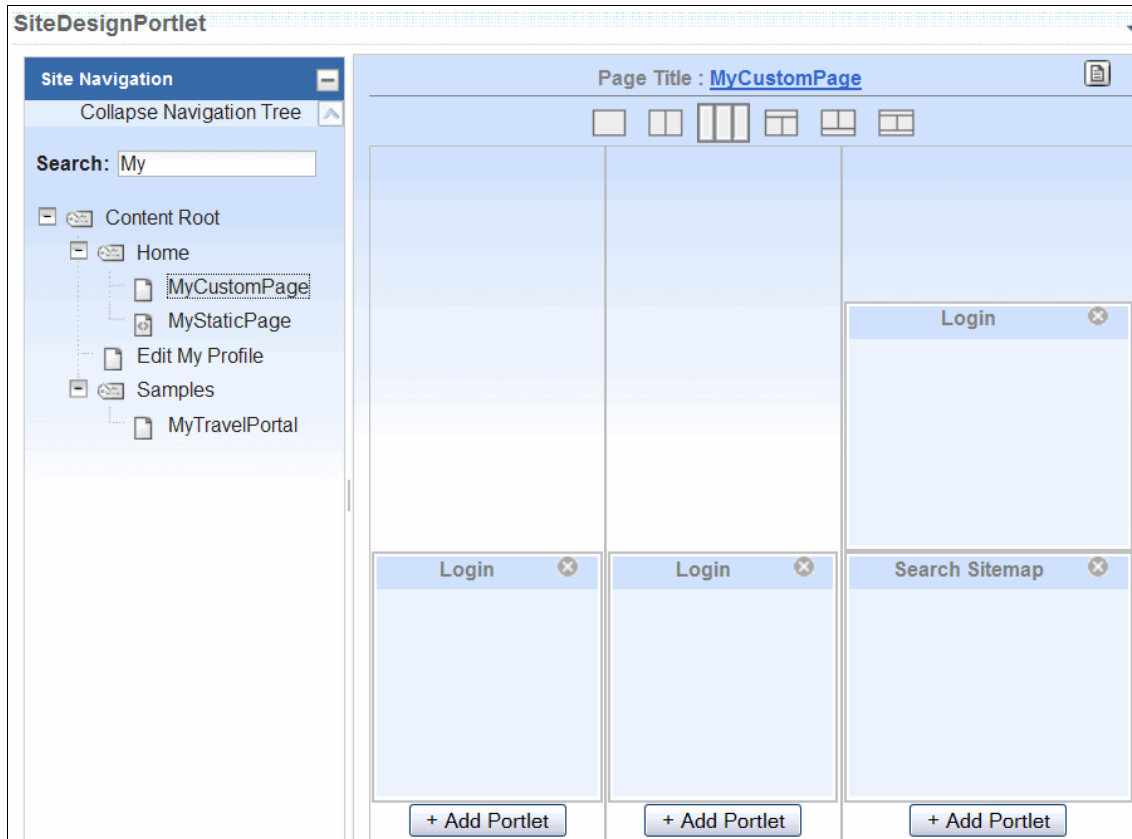 SiteDesignPortlet
Site Navigation
Collapse Navigation Tree
Search: My
Content Root
Home
MyCustomPage
MyStaticPage
Edit My Profile
Samples
MyTravelPortal
Page Title : MyCustomPage
Login
Login
Login
Search Sitemap
+ Add Portlet
+ Add Portlet
+ Add Portlet